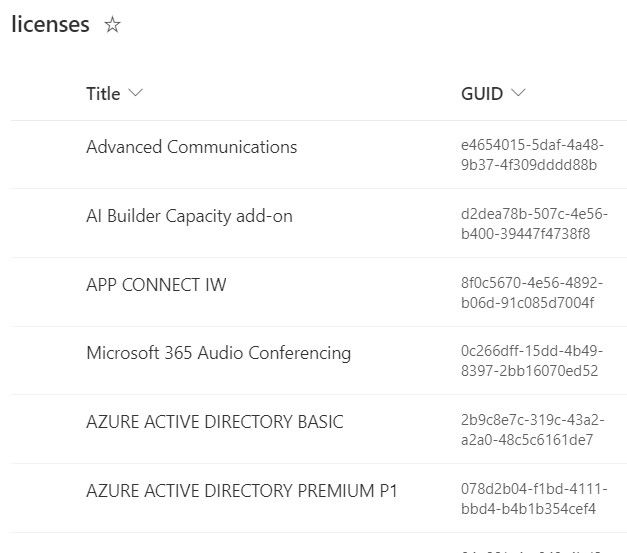 licenses
Title GUID
Advanced Communications e4654015-5daf-4a48-
9b37-4f309dddd88b
AI Builder Capacity add-on d2dea78b-507c-4e56-
b400-39447f4738f8
APP CONNECT IW 8f0c5670-4e56-4892-
b06d-91c085d7004f
Microsoft 365 Audio Conferencing 0c266dff-15dd-4b49-
8397-2bb16070ed52
AZURE ACTIVE DIRECTORY BASIC 2b9c8e7c-319c-43a2-
a2a0-48c5c6161de7
AZURE ACTIVE DIRECTORY PREMIUM P1 078d2b04-f1bd-4111-
bbd4-b4b1b354cef4